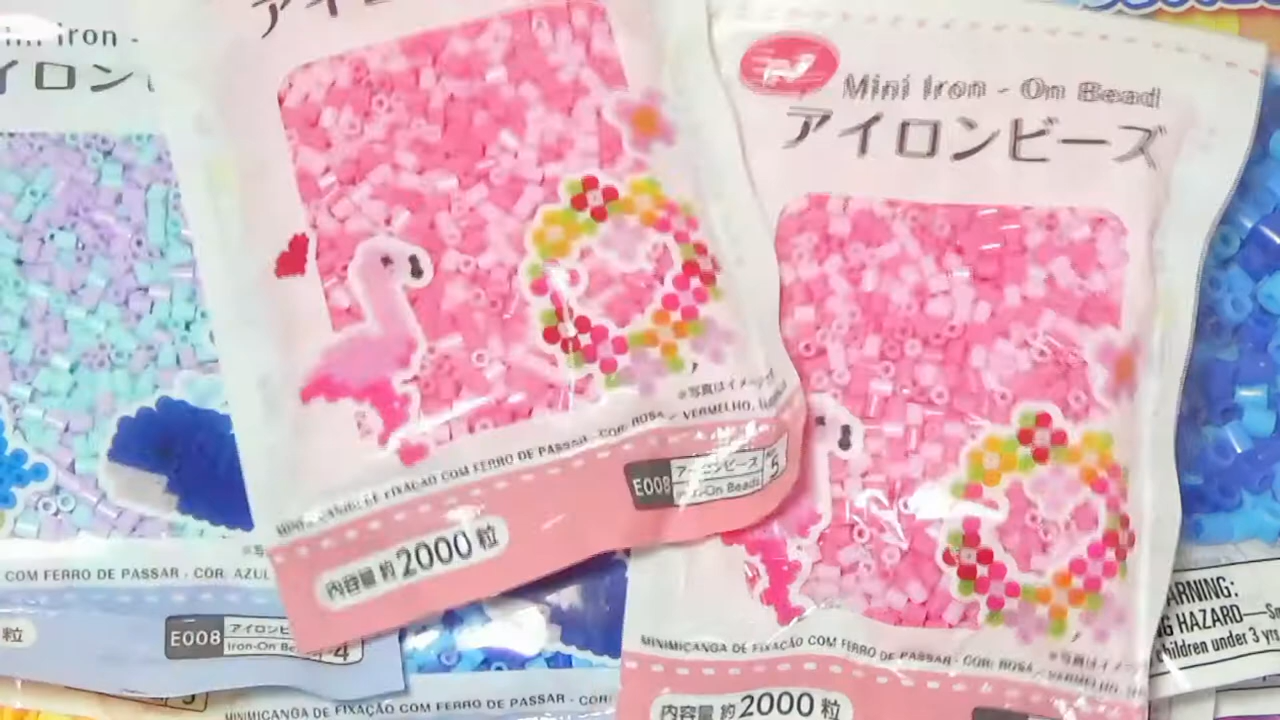 iron -
イロン
Mini Iron - On Bead
アイロンビーズ
※写真はイメージ
MINIMIÇANGA DE FIXAÇÃO COM FERRO DE PASSAR - COR: ROSA, VERMELHO,
E008
アイロンビーズ
Iron-On Beads
5
内容量 約2000粒
COM FERRO DE PASSAR - COR: AZUL
粒
E008
アイロンビ
Iron-On Be
4
MINIMIÇANGA DE FIXAÇÃO COM FERRO DE PASSAR - COR:
MINIMIÇANGA DE FIXAÇÃO COM FERRO DE PASSAR - COR: ROSA, VERMELHO,
※写真はイメー
内容量 約2000粒
ARNING:
G HAZARD—
children under 3 yrs